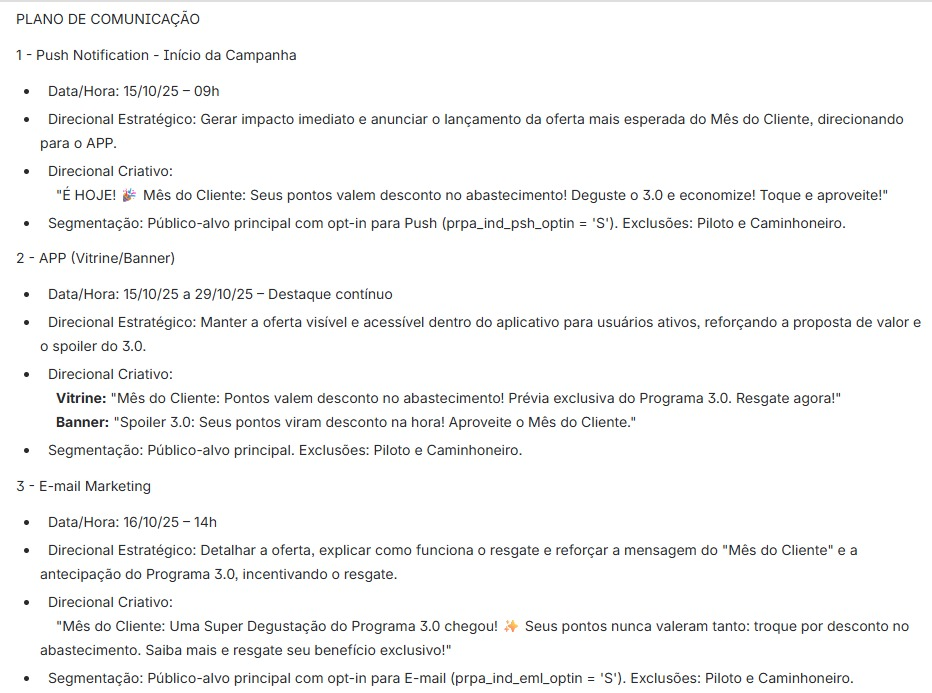 PLANO DE COMUNICAÇÃO
1 - Push Notification - Início da Campanha
• Data/Hora: 15/10/25 – 09h
• Direcional Estratégico: Gerar impacto imediato e anunciar o lançamento da oferta mais esperada do Mês do Cliente, direcionando
para o APP.
• Direcional Criativo:
"É HOJE! 🎉 Mês do Cliente: Seus pontos valem desconto no abastecimento! Deguste o 3.0 e economize! Toque e aproveite!"
• Segmentação: Público-alvo principal com opt-in para Push (prpa_ind_psh_optin = 'S'). Exclusões: Piloto e Caminhoneiro.
2 - APP (Vitrine/Banner)
• Data/Hora: 15/10/25 a 29/10/25 – Destaque contínuo
• Direcional Estratégico: Manter a oferta visível e acessível dentro do aplicativo para usuários ativos, reforçando a proposta de valor e
o spoiler do 3.0.
• Direcional Criativo:
Vitrine: "Mês do Cliente: Pontos valem desconto no abastecimento! Prévia exclusiva do Programa 3.0. Resgate agora!"
Banner: "Spoiler 3.0: Seus pontos viram desconto na hora! Aproveite o Mês do Cliente."
• Segmentação: Público-alvo principal. Exclusões: Piloto e Caminhoneiro.
3 - E-mail Marketing
• Data/Hora: 16/10/25 – 14h
• Direcional Estratégico: Detalhar a oferta, explicar como funciona o resgate e reforçar a mensagem do "Mês do Cliente" e a
antecipação do Programa 3.0, incentivando o resgate.
• Direcional Criativo:
"Mês do Cliente: Uma Super Degustação do Programa 3.0 chegou! ✨ Seus pontos nunca valeram tanto: troque por desconto no
abastecimento. Saiba mais e resgate seu benefício exclusivo!"
• Segmentação: Público-alvo principal com opt-in para E-mail (prpa_ind_eml_optin = 'S'). Exclusões: Piloto e Caminhoneiro.